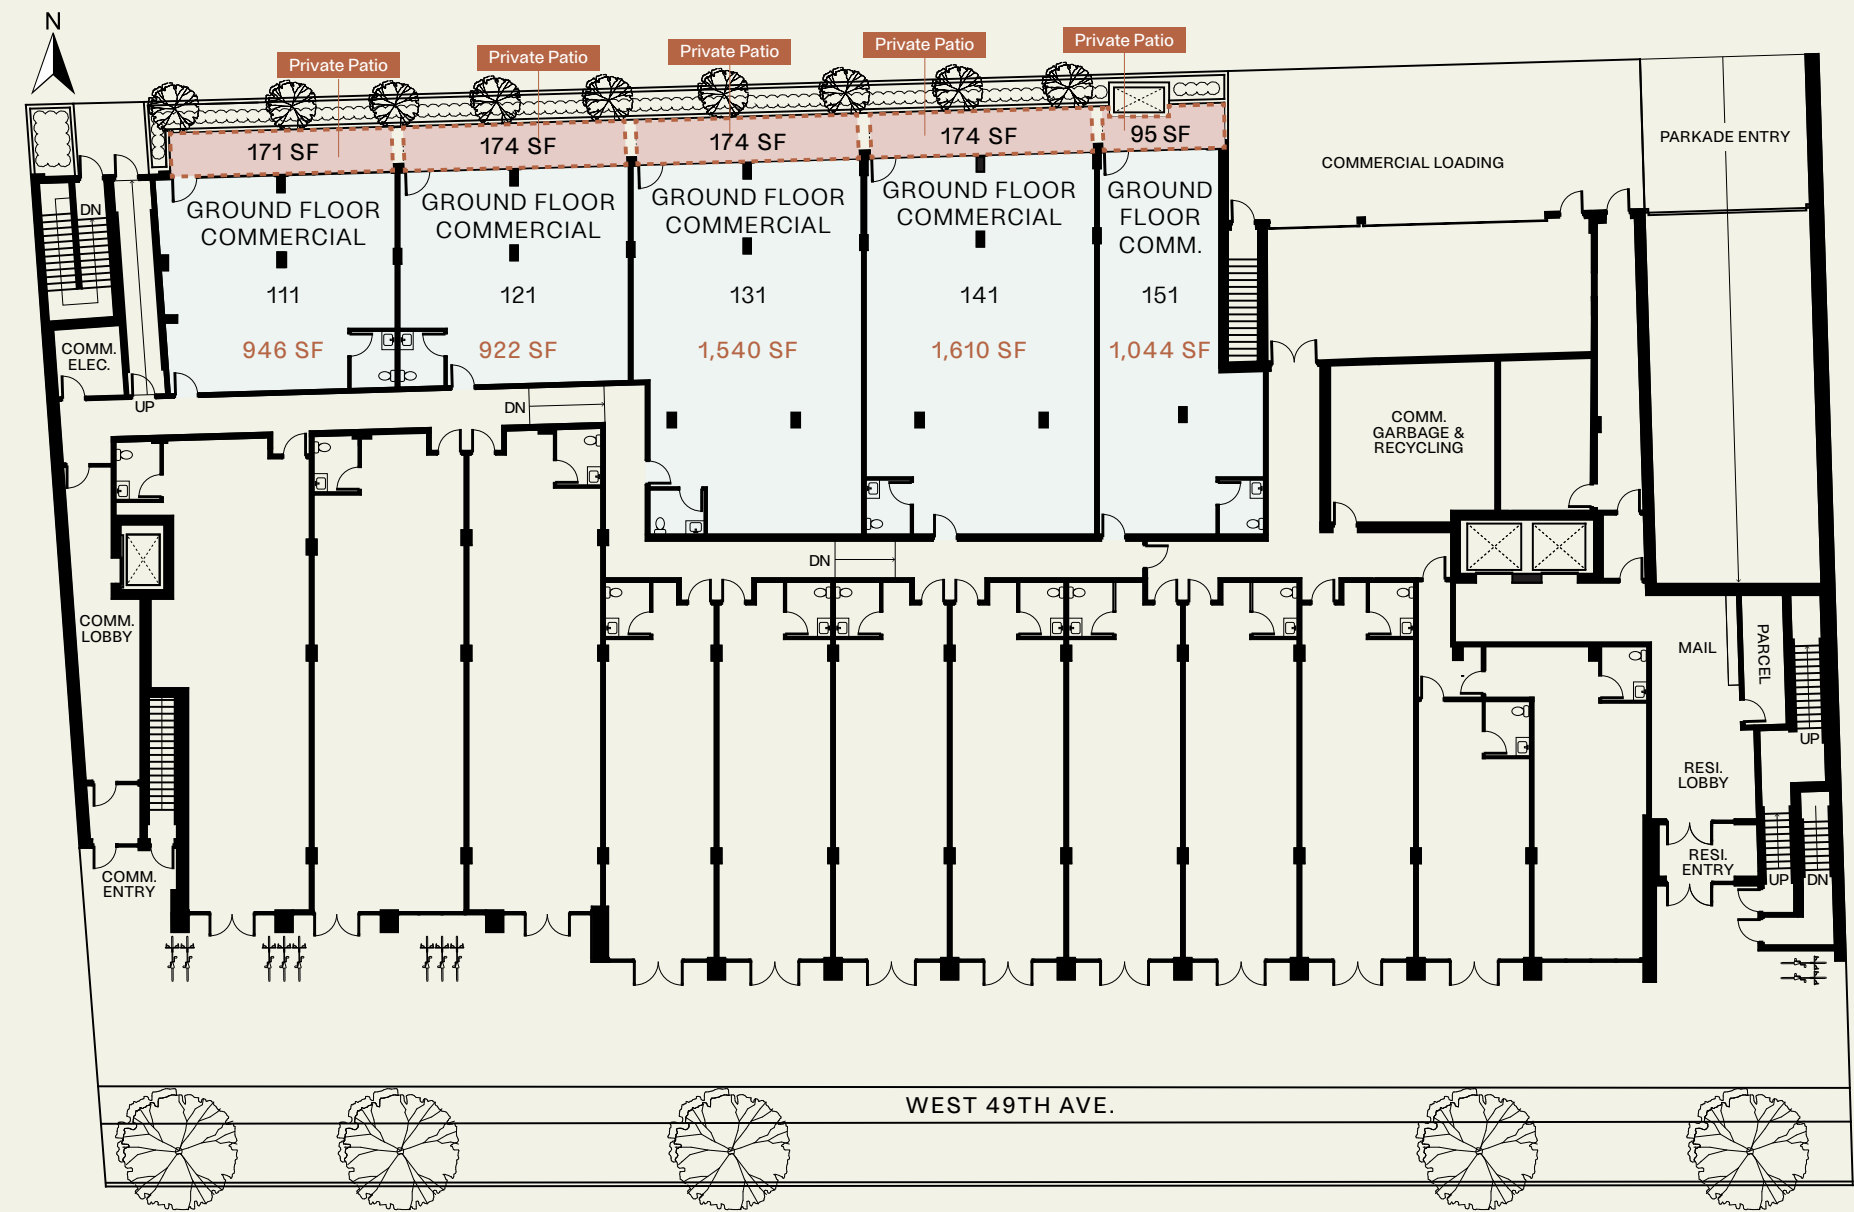 N
Private Patio
Private Patio
Private Patio
Private Patio
Private Patio
171 SF
174 SF
174 SF
174 SF
95 SF
COMMERCIAL LOADING
PARKADE ENTRY
DN
GROUND FLOOR
COMMERCIAL
111
946 SF
GROUND FLOOR
COMMERCIAL
121
922 SF
GROUND FLOOR
COMMERCIAL
131
1,540 SF
GROUND FLOOR
COMMERCIAL
141
1,610 SF
GROUND
FLOOR
COMM.
151
1,044 SF
COMM.
ELEC.
UP
DN
COMM.
GARBAGE &
RECYCLING
DN
COMM.
LOBBY
MAIL
PARCEL
UP
RESI.
LOBBY
RESI.
ENTRY
UP
DN
COMM.
ENTRY
WEST 49TH AVE.